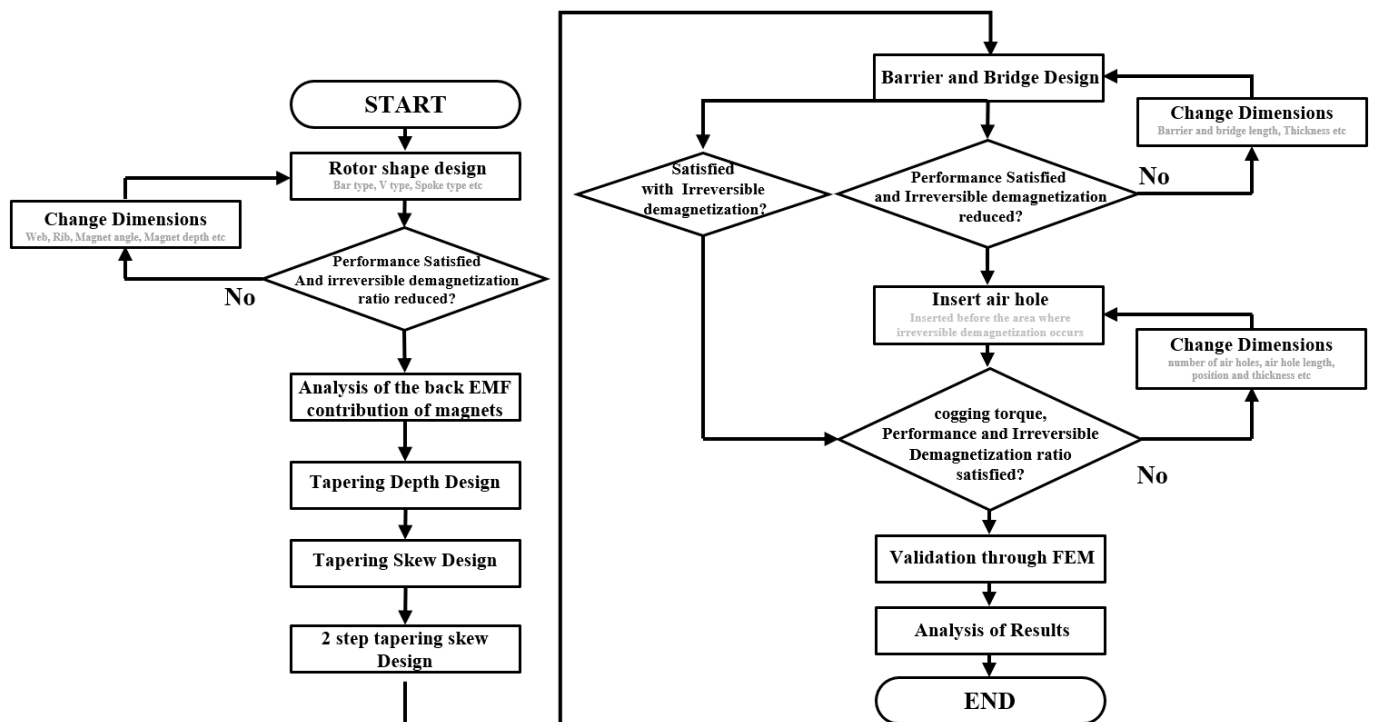 START
Rotor shape design
Bar type, V type, Spoke type etc
Change Dimensions
Web, Rib, Magnet angle, Magnet depth etc
Performance Satisfied
And irreversible demagnetization
ratio reduced?
No
Analysis of the back EMF
contribution of magnets
Tapering Depth Design
Tapering Skew Design
2 step tapering skew
Design
Barrier and Bridge Design
Change Dimensions
Barrier and bridge length, Thickness etc
Satisfied
with Irreversible
demagnetization?
Performance Satisfied
and Irreversible demagnetization
reduced?
No
Insert air hole
Inserted before the area where
irreversible demagnetization occurs
Change Dimensions
number of air holes, air hole length,
position and thickness etc
cogging torque,
Performance and Irreversible
Demagnetization ratio
satisfied?
No
Validation through FEM
Analysis of Results
END